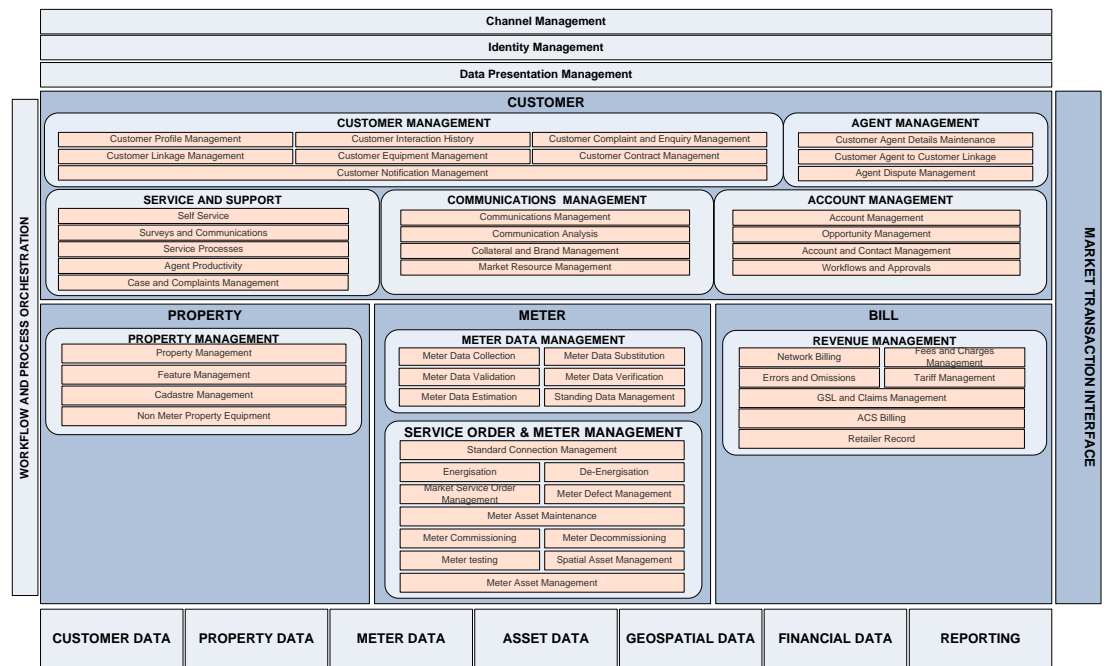 Channel Management
Identity Management
Data Presentation Management
WORKFLOW AND PROCESS ORCHESTRATION
CUSTOMER
CUSTOMER MANAGEMENT
Customer Profile Management
Customer Interaction History
Customer Complaint and Enquiry Management
Customer Linkage Management
Customer Equipment Management
Customer Contract Management
Customer Notification Management
AGENT MANAGEMENT
Customer Agent Details Maintenance
Customer Agent to Customer Linkage
Agent Dispute Management
SERVICE AND SUPPORT
Self Service
Surveys and Communications
Service Processes
Agent Productivity
Case and Complaints Management
COMMUNICATIONS MANAGEMENT
Communications Management
Communication Analysis
Collateral and Brand Management
Market Resource Management
ACCOUNT MANAGEMENT
Account Management
Opportunity Management
Account and Contact Management
Workflows and Approvals
PROPERTY
PROPERTY MANAGEMENT
Property Management
Feature Management
Cadastre Management
Non Meter Property Equipment
METER
METER DATA MANAGEMENT
Meter Data Collection
Meter Data Substitution
Meter Data Validation
Meter Data Verification
Meter Data Estimation
Standing Data Management
SERVICE ORDER & METER MANAGEMENT
Standard Connection Management
Energisation
De-Energisation
Market Service Order
Management
Meter Defect Management
Meter Asset Maintenance
Meter Commissioning
Meter Decommissioning
Meter testing
Spatial Asset Management
Meter Asset Management
BILL
REVENUE MANAGEMENT
Network Billing
Fees and Charges
Management
Errors and Omissions
Tariff Management
GSL and Claims Management
ACS Billing
Retailer Record
MARKET TRANSACTION INTERFACE
CUSTOMER DATA
PROPERTY DATA
METER DATA
ASSET DATA
GEOSPATIAL DATA
FINANCIAL DATA
REPORTING